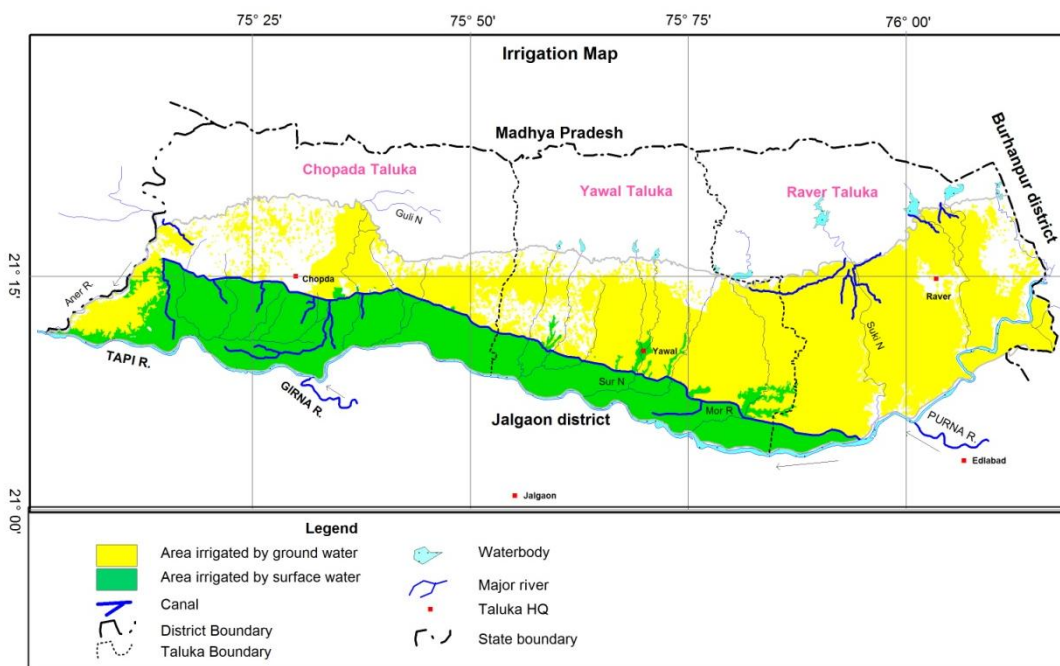 75° 25'
75° 50'
75° 75'
76° 00'
Irrigation Map
Madhya Pradesh
Burhanpur district
Chopada Taluka
Yawal Taluka
Raver Taluka
Guli N
21° 15'
Aner R.
Chopda
Raver
Suki N
TAPI R.
Yawal
Sur N
GIRNA R.
Mor R
Jalgaon district
PURNA R.
Edlabad
Jalgaon
21° 00'
Legend
Area irrigated by ground water
Waterbody
Area irrigated by surface water
Major river
Canal
Taluka HQ
District Boundary
State boundary
Taluka Boundary